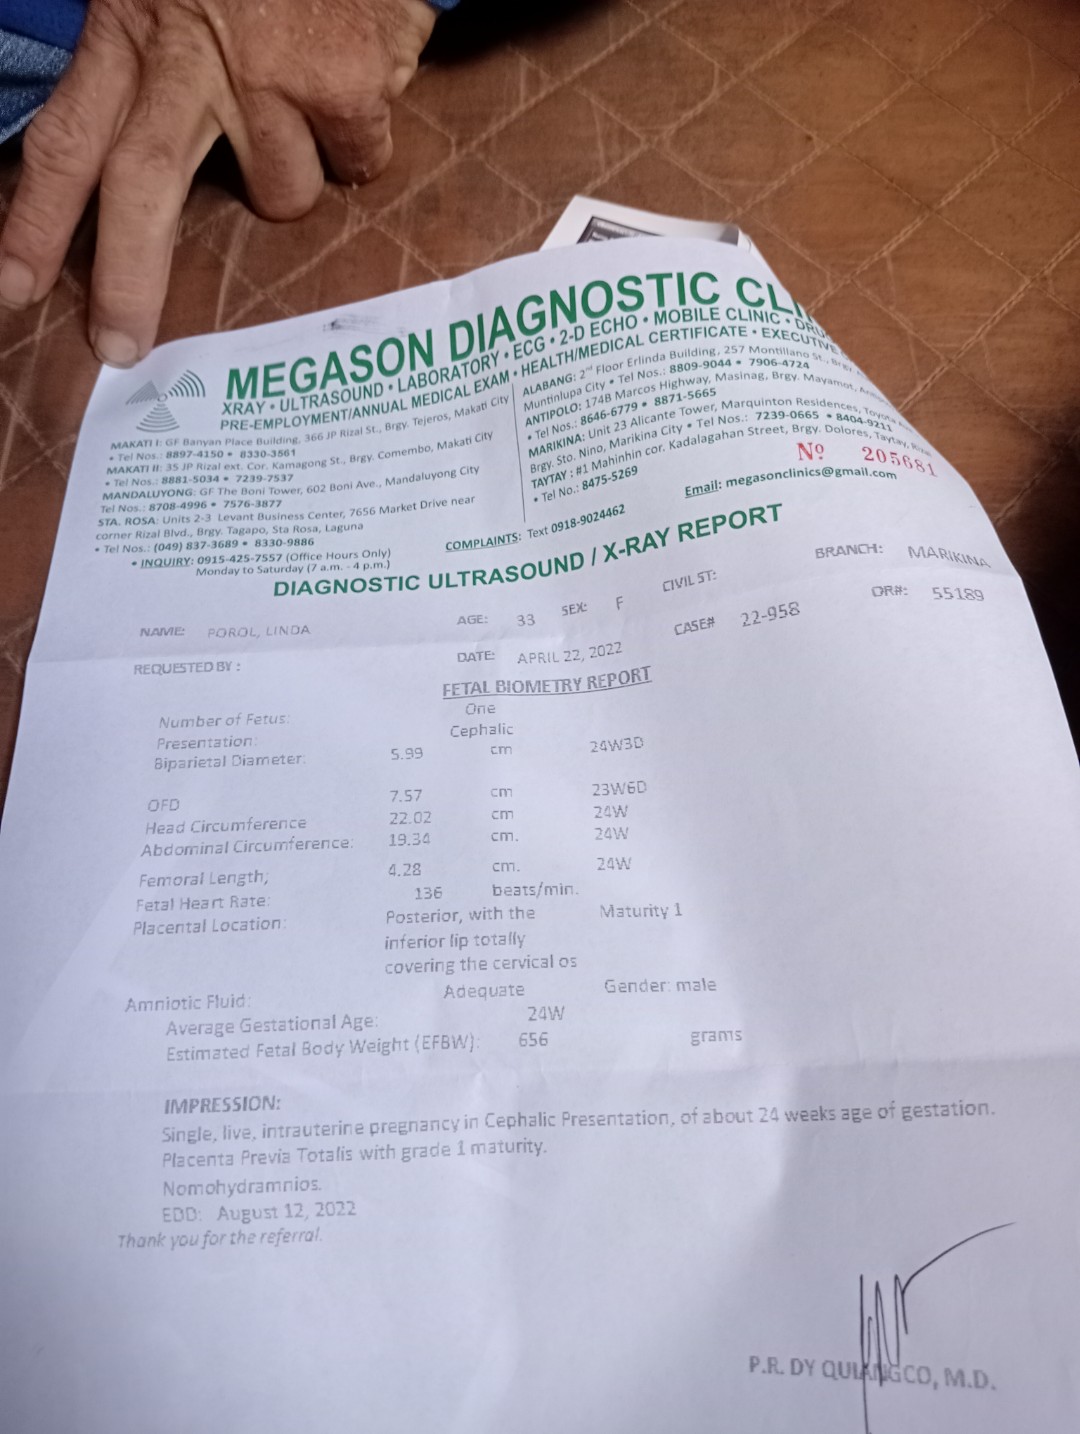 MEGASON DIAGNOSTIC
XRAY • ULTRASOUND • LABORATORY • ECG • 2-D ECHO • MOBILE CLINIC •
PRE-EMPLOYMENT/ANNUAL MEDICAL EXAM • HEALTH/MEDICAL CERTIFICATE • EXECUTIVE
MAKATI I: GF Banyan Place Building, 366 JP Rizal St., Brgy. Tejeros, Makati City
• Tel Nos.: 8897-4150 • 8330-3561
MAKATI II: 35 JP Rizal ext. Cor. Kamagong St., Brgy. Comembo, Makati City
• Tel Nos.: 8881-5034 • 7239-7537
MANDALUYONG: GF The Boni Tower, 602 Boni Ave., Mandaluyong City
Tel Nos.: 8708-4996 • 7576-3877
STA. ROSA: Units 2-3 Levant Business Center, 7656 Market Drive near
corner Rizal Blvd., Brgy. Tagapo, Sta Rosa, Laguna
• Tel Nos.: (049) 837-3689 • 8330-9886
• INQUIRY: 0915-425-7557 (Office Hours Only)
Monday to Saturday (7 a.m. - 4 p.m.)
ALABANG: 2nd Floor Erlinda Building, 257 Montillano St., Brgy.
Muntinlupa City • Tel Nos.: 8809-9044 • 7906-4724
ANTIPOLO: 174B Marcos Highway, Masinag, Brgy. Mayamot,
• Tel Nos.: 8646-6779 • 8871-5665
MARIKINA: Unit 23 Alicante Tower, Marquinton Residences, Toyota
Brgy. Sto. Nino, Marikina City • Tel Nos.: 7239-0665 • 8404-9211
TAYTAY : #1 Mahinhin cor. Kadalagahan Street, Brgy. Dolores, Taytay, Rizal
• Tel No.: 8475-5269
Nº 205681
COMPLAINTS: Text 0918-9024462
Email: megasonclinics@gmail.com
DIAGNOSTIC ULTRASOUND / X-RAY REPORT
BRANCH: MARIKINA
NAME: POROL, LINDA AGE: 33 SEX: F CIVIL ST: OR#: 55189
REQUESTED BY : DATE: APRIL 22, 2022 CASE# 22-958
FETAL BIOMETRY REPORT
Number of Fetus: One
Presentation: Cephalic
Biparietal Diameter: 5.99 cm 24W3D
OFD 7.57 cm 23W6D
Head Circumference 22.02 cm 24W
Abdominal Circumference: 19.34 cm. 24W
Femoral Length; 4.28 cm. 24W
Fetal Heart Rate: 136 beats/min.
Placental Location: Posterior, with the Maturity 1
inferior lip totally
covering the cervical os
Amniotic Fluid: Adequate Gender: male
Average Gestational Age: 24W
Estimated Fetal Body Weight (EFBW): 656 grams
IMPRESSION:
Single, live, intrauterine pregnancy in Cephalic Presentation, of about 24 weeks age of gestation.
Placenta Previa Totalis with grade 1 maturity.
Nomohydramnios.
EDD: August 12, 2022
Thank you for the referral.
P.R. DY QUIANGCO, M.D.